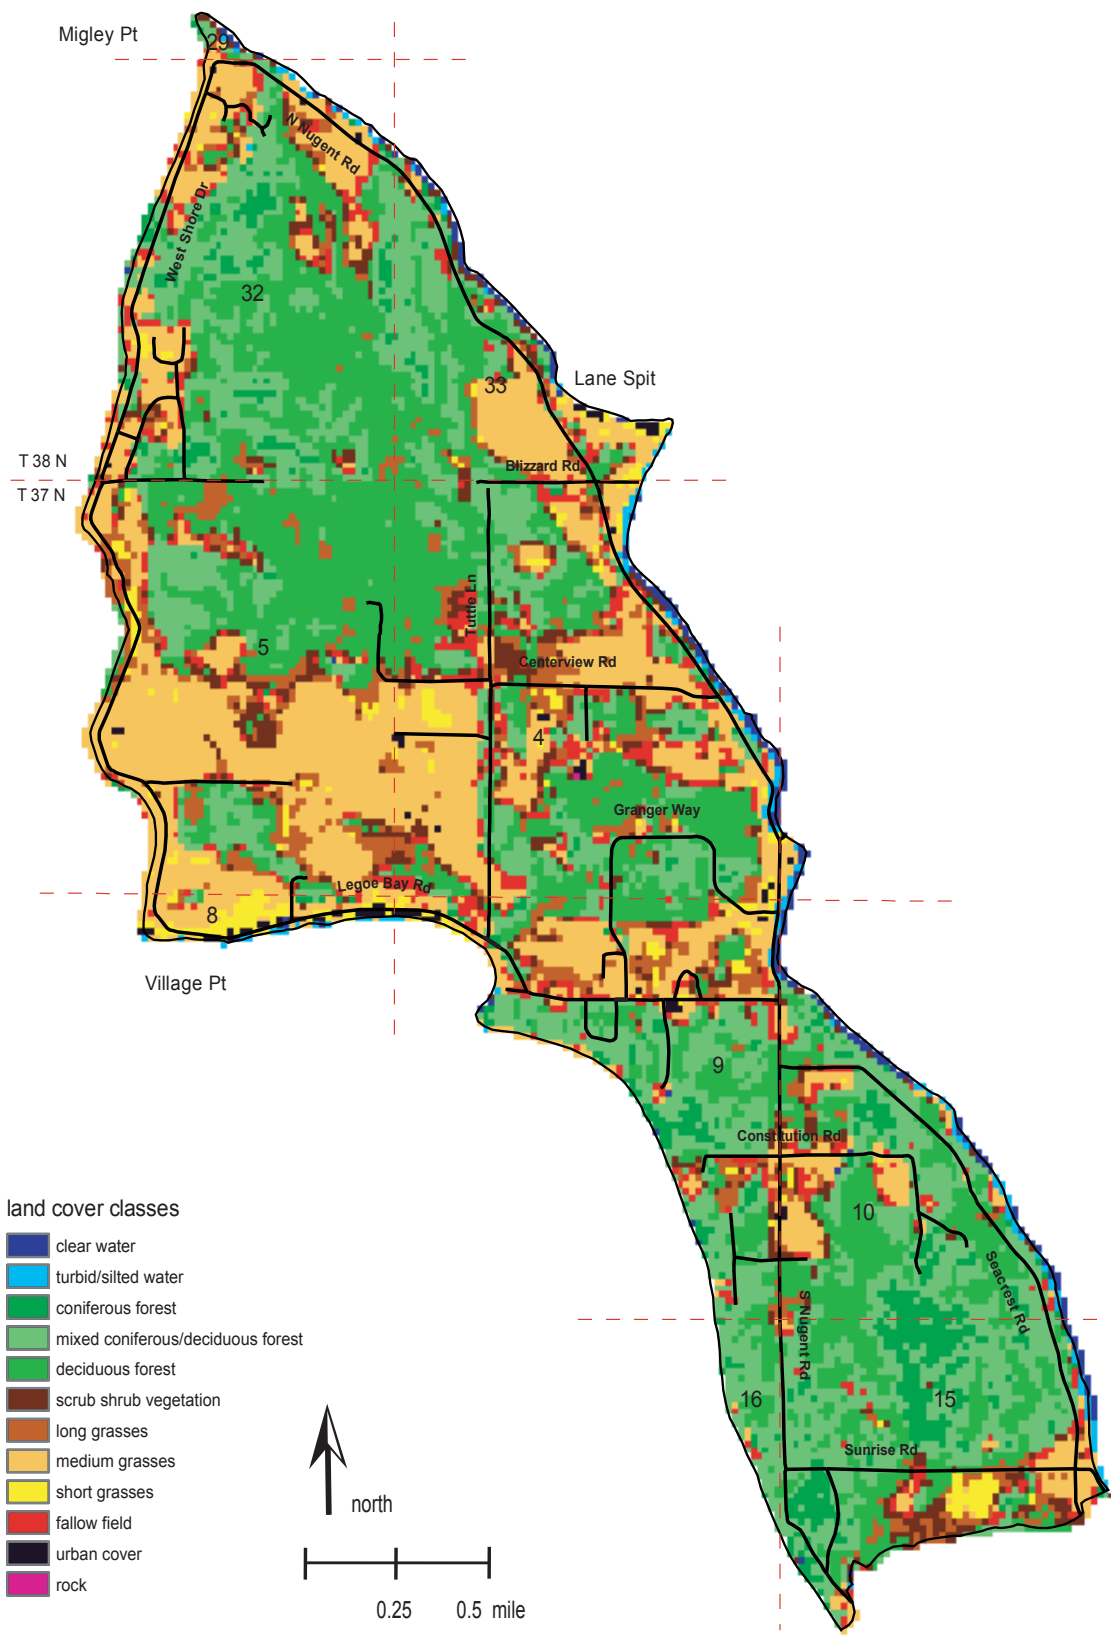 Migley Pt
29
N Nugent Rd
West Shore Dr
32
33
Lane Spit
T 38 N
Blizzard Rd
T 37 N
Tuttle Ln
5
Centerview Rd
4
Granger Way
Legoe Bay Rd
8
Village Pt
9
Constitution Rd
10
Seacrest Rd
S Nugent Rd
16
15
Sunrise Rd
land cover classes
clear water
turbid/silted water
coniferous forest
mixed coniferous/deciduous forest
deciduous forest
scrub shrub vegetation
long grasses
medium grasses
short grasses
fallow field
urban cover
rock
north
0.25 0.5 mile